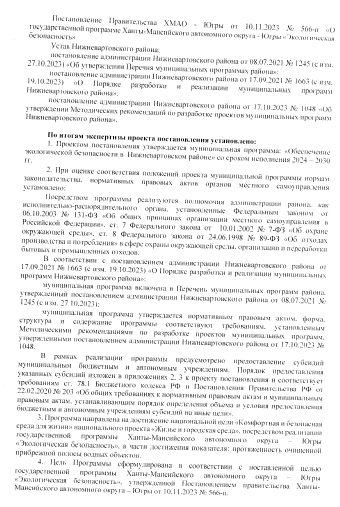 Постановление Правительства ХМАО - Югры от 10.11.2023 № 566-п «О
государственной программе Ханты-Мансийского автономного округа - Югры «Экологическая
безопасность»
Устав Нижневартовского района;
постановление администрации Нижневартовского района от 08.07.2021 № 1245 (с изм.
27.10.2023) «Об утверждении Перечня муниципальных программах района»;
постановление администрации Нижневартовского района от 17.09.2021 № 1663 (с изм.
19.10.2023) «О Порядке разработки и реализации муниципальных программ
Нижневартовского района»;
постановление администрации Нижневартовского района от 17.10.2023 № 1048 «Об
утверждении Методических рекомендаций по разработке проектов муниципальных программ
Нижневартовского района».
По итогам экспертизы проекта постановления установлено:
1. Проектом постановления утверждается муниципальная программа: «Обеспечение
экологической безопасности в Нижневартовском районе» со сроком исполнения 2024 – 2030
гг.
2. При оценке соответствия положений проекта муниципальной программы нормам
законодательства, нормативных правовых актов органов местного самоуправления
установлено:
Посредством программы реализуются полномочия администрации района, как
исполнительно-распорядительного органа, установленные Федеральным законом от
06.10.2003 № 131-ФЗ «Об общих принципах организации местного самоуправления в
Российской Федерации», ст. 7 Федерального закона от 10.01.2002 № 7-ФЗ «Об охране
окружающей среды», ст. 8 Федерального закона от 24.06.1998 № 89-ФЗ «Об отходах
производства и потребления» в сфере охраны окружающей среды, организации и переработки
бытовых и промышленных отходов.
В соответствии с постановлением администрации Нижневартовского района от
17.09.2021 № 1663 (с изм. 19.10.2023) «О Порядке разработки и реализации муниципальных
программ Нижневартовского района»:
муниципальная программа включена в Перечень муниципальных программ района,
утвержденный постановлением администрации Нижневартовского района от 08.07.2021 №
1245 (с изм. 27.10.2023);
муниципальная программа утверждается нормативным правовым актом, форма,
структура и содержание программы соответствуют требованиям, установленным
Методическими рекомендациями по разработке проектов муниципальных программ,
утвержденными постановлением администрации Нижневартовского района от 17.10.2023 №
1048.
В рамках реализации программы предусмотрено предоставление субсидий
муниципальным бюджетным и автономным учреждениям. Порядок предоставления
указанных субсидий изложен в приложениях 2, 3 к проекту постановления и соответствует
требованиям ст. 78.1 Бюджетного кодекса РФ и Постановления Правительства РФ от
22.02.2020 № 203 «Об общих требованиях к нормативным правовым актам и муниципальным
правовым актам, устанавливающим порядок определения объема и условия предоставления
бюджетным и автономным учреждениям субсидий на иные цели».
3. Программа направлена на достижение национальной цели «Комфортная и безопасная
среда для жизни» национального проекта «Жилье и городская среда», посредством реализации
государственной программы Ханты-Мансийского автономного округа – Югры
«Экологическая безопасность», в части достижения показателя: протяженность очищенной
прибрежной полосы водных объектов.
4. Цель Программы сформулирована в соответствии с поставленной целью
государственной программы Ханты-Мансийского автономного округа – Югры
«Экологическая безопасность», утвержденной Постановлением правительства Ханты-
Мансийского автономного округа – Югры от 10.11.2023 № 566-п.